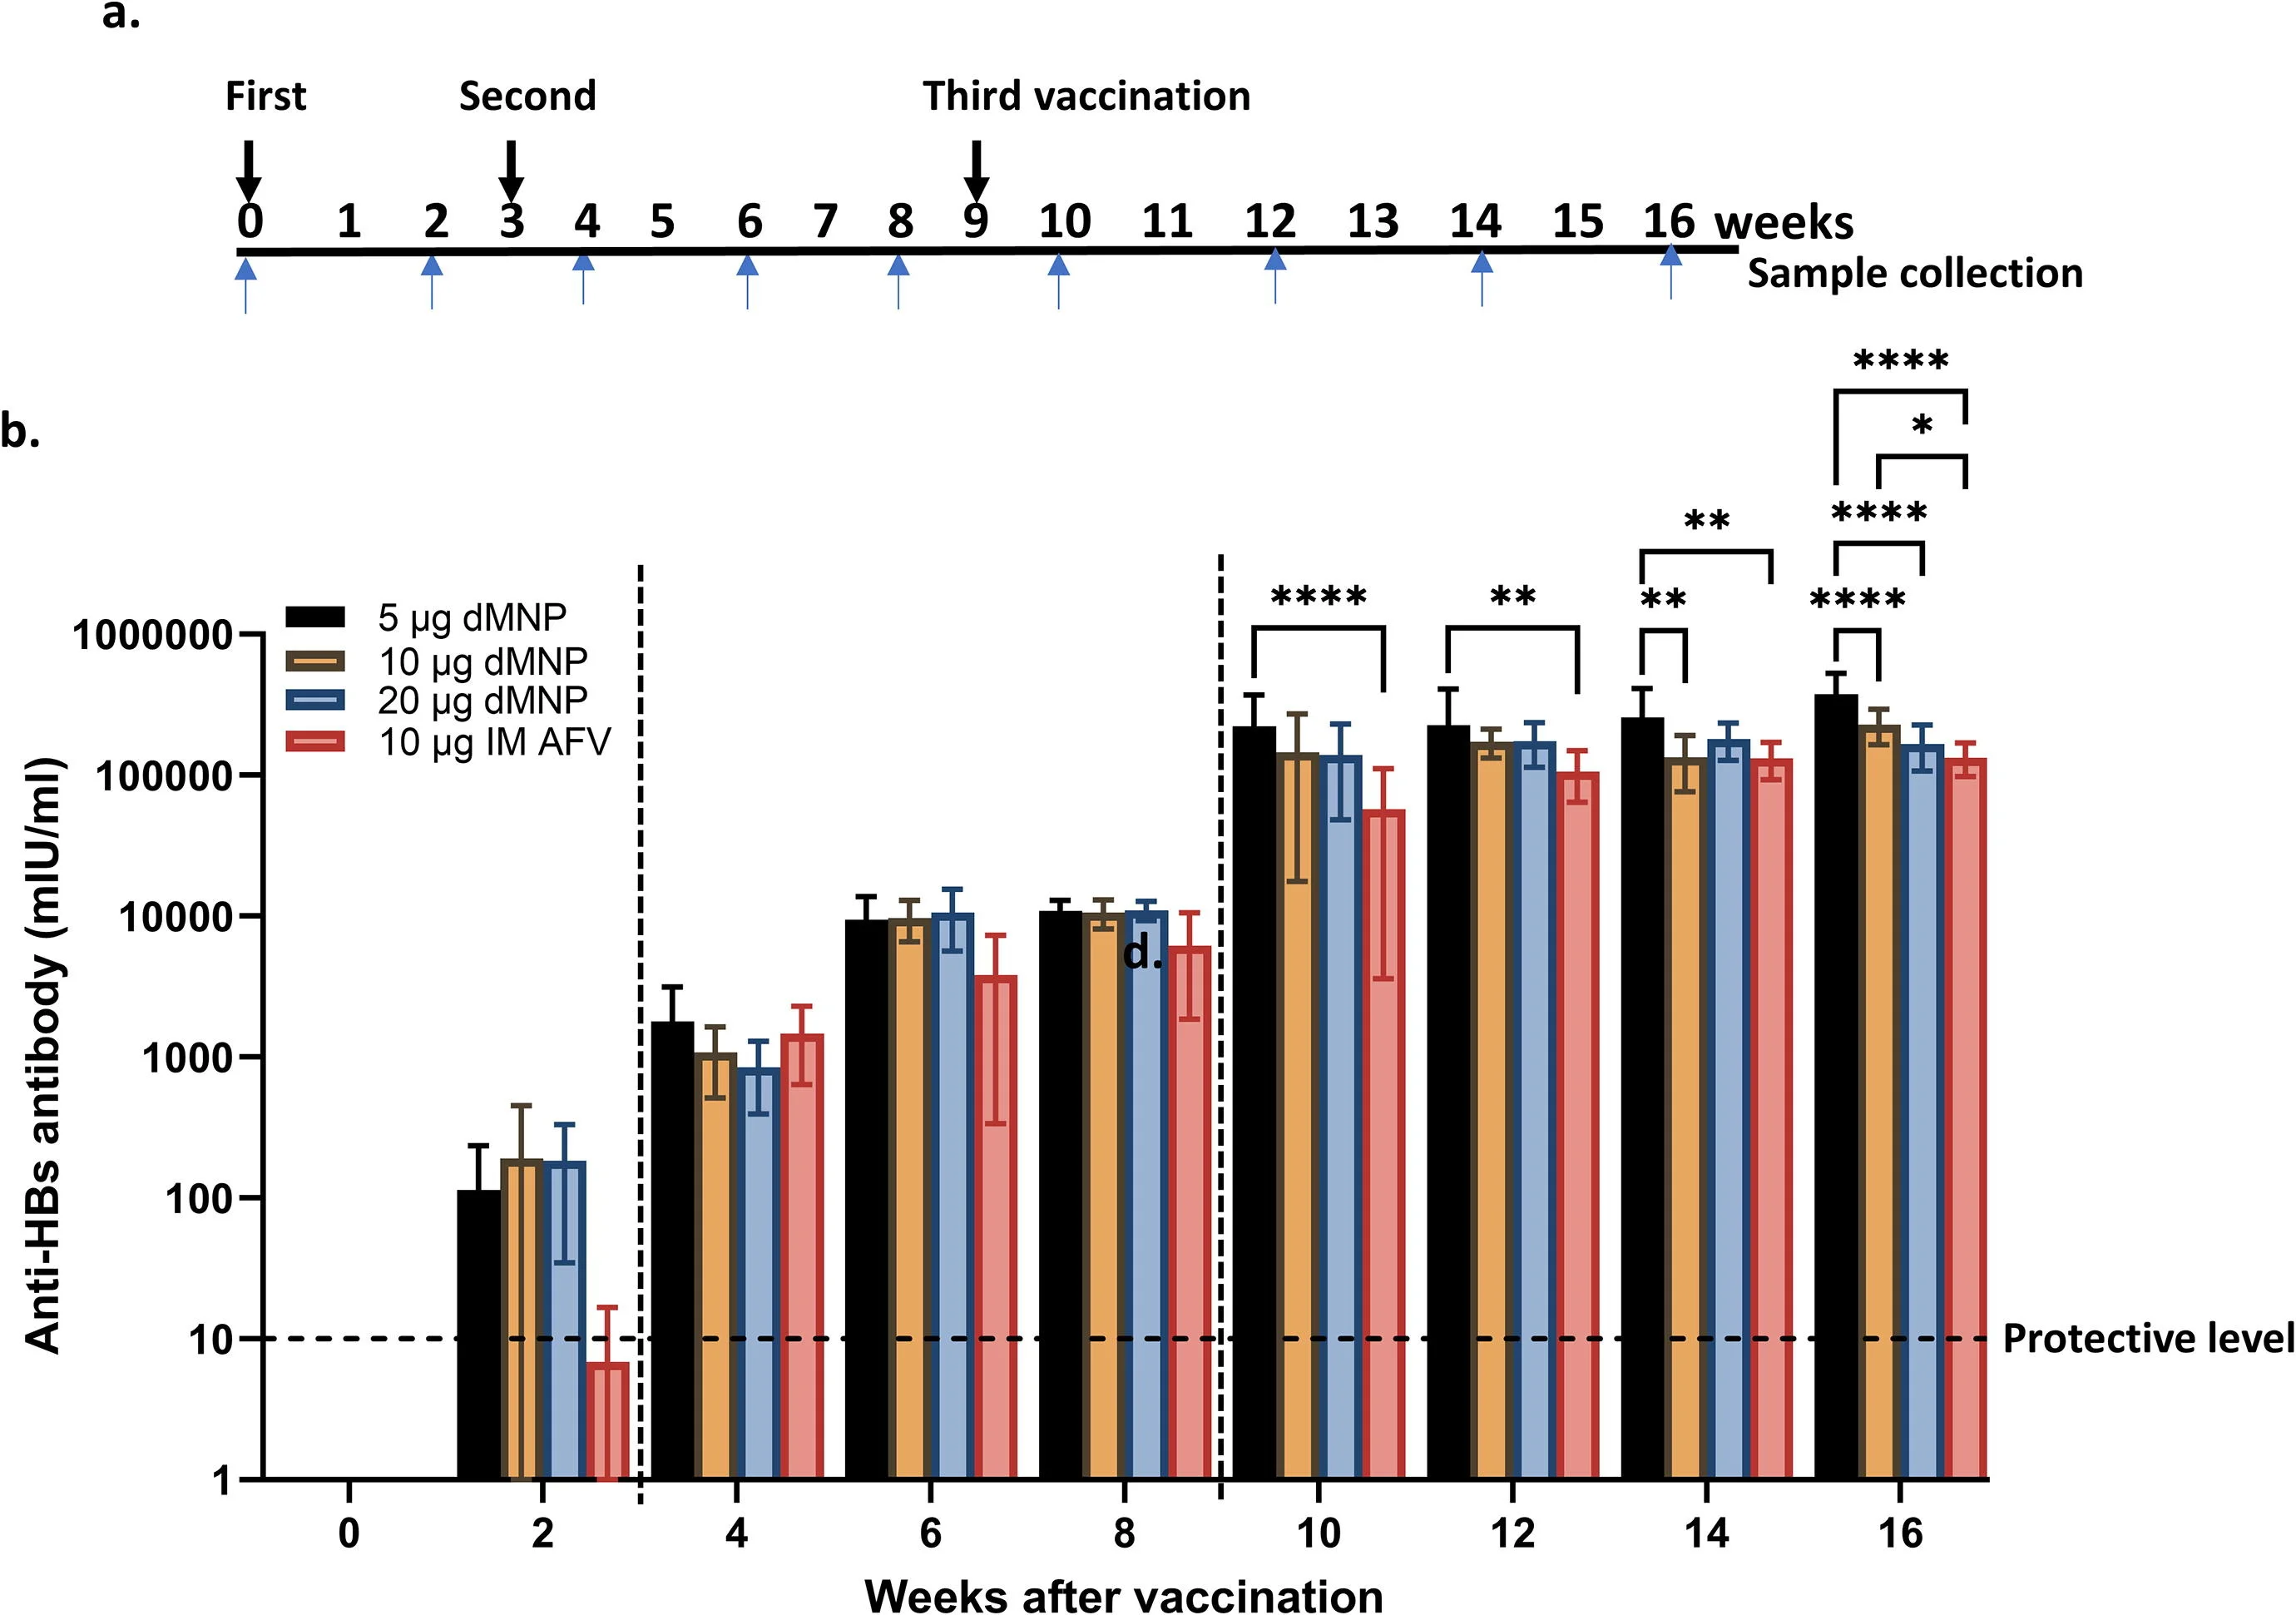 a.
First Second Third vaccination
0 1 2 3 4 5 6 7 8 9 10 11 12 13 14 15 16 weeks
Sample collection
b.
****
*
****
**
**** ** ** ****
5 µg dMNP
10 µg dMNP
20 µg dMNP
10 µg IM AFV
Anti-HBs antibody (mIU/ml)
1000000
100000
10000
1000
100
10
1
d.
Protective level
0 2 4 6 8 10 12 14 16
Weeks after vaccination